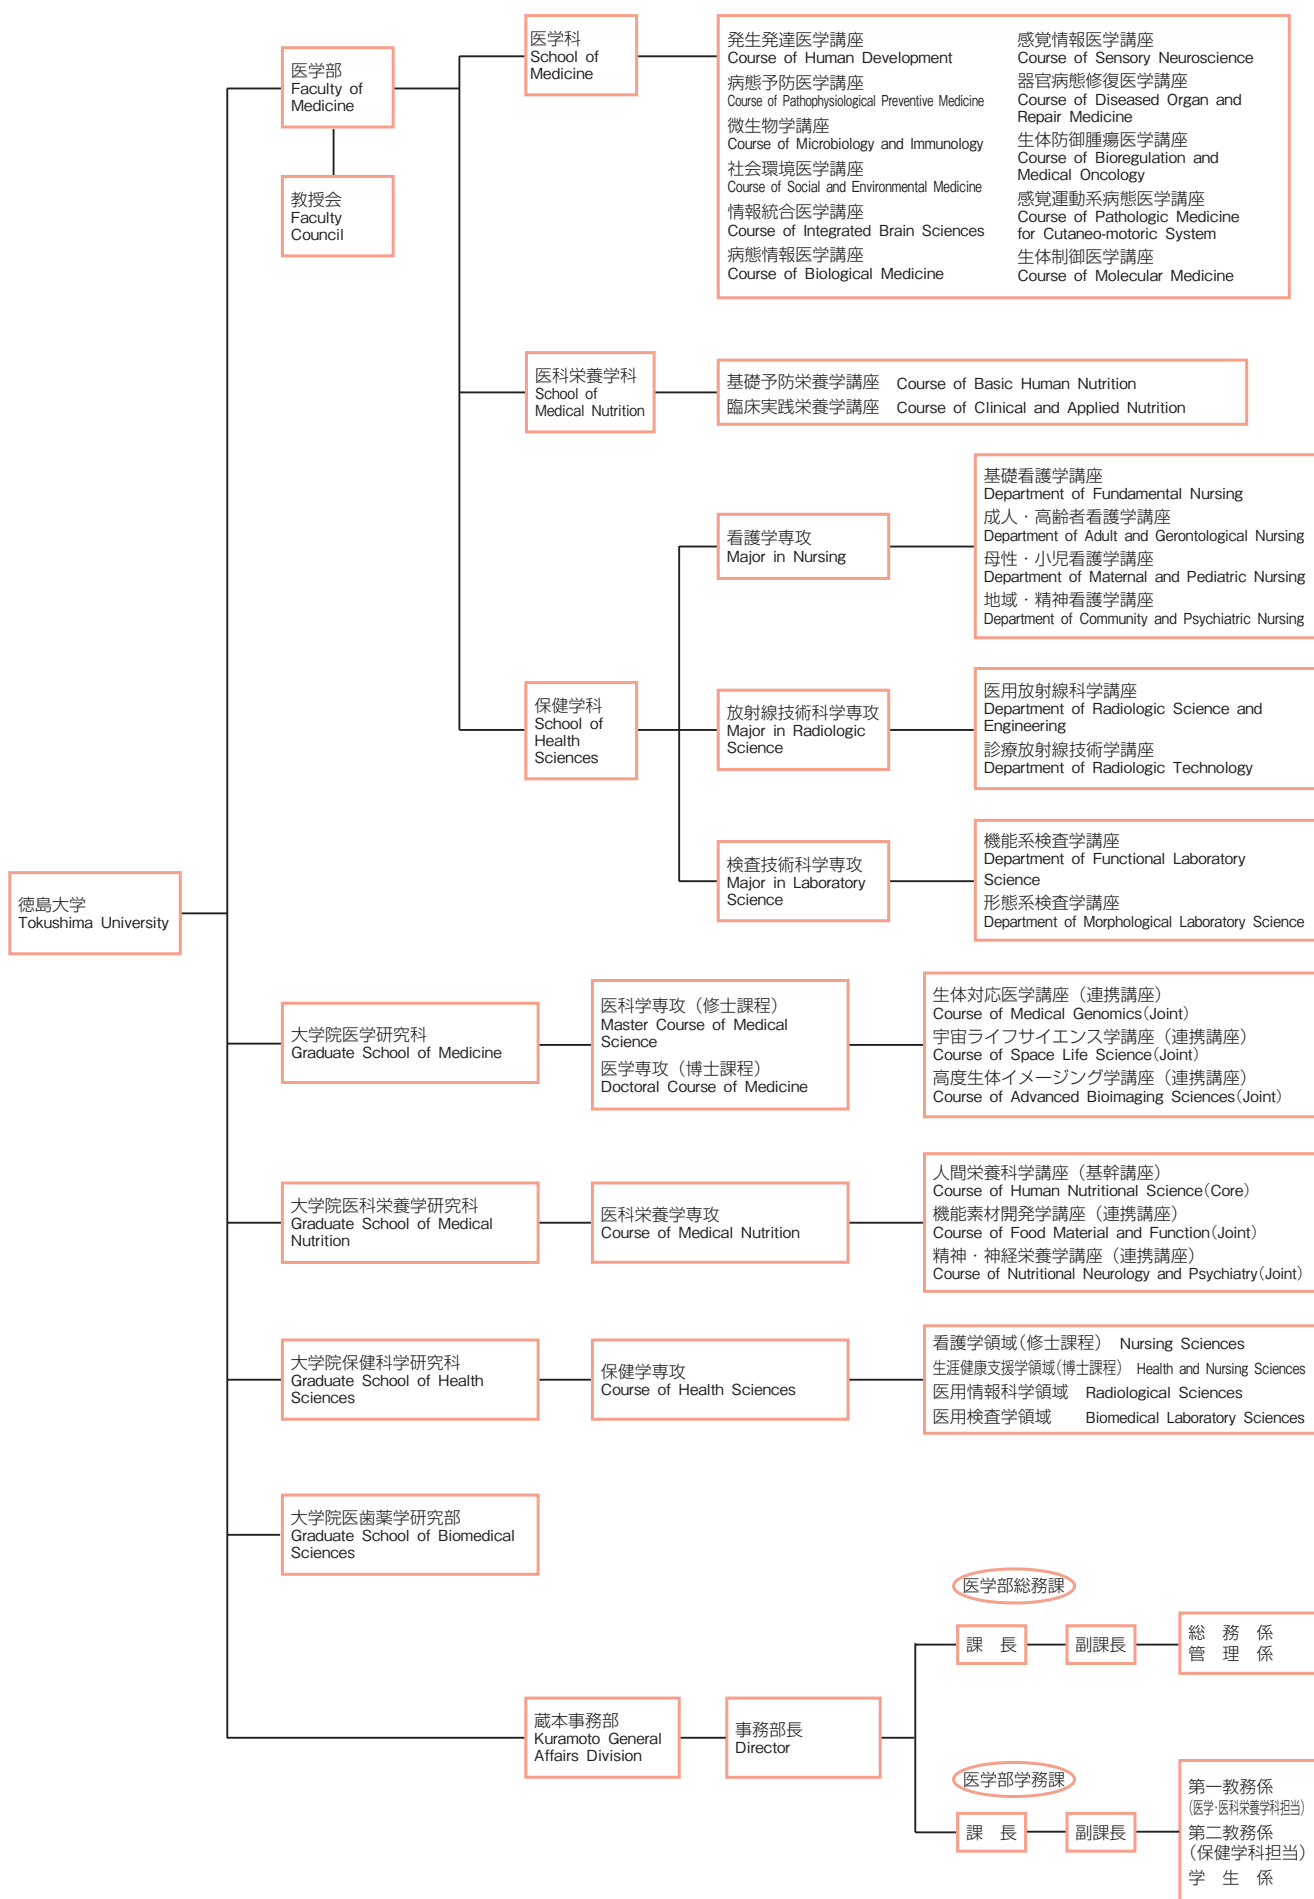 医学部
Faculty of
Medicine
教授会
Faculty
Council
医学科
School of
Medicine
発生発達医学講座
Course of Human Development
病態予防医学講座
Course of Pathophysiological Preventive Medicine
微生物学講座
Course of Microbiology and Immunology
社会環境医学講座
Course of Social and Environmental Medicine
情報統合医学講座
Course of Integrated Brain Sciences
病態情報医学講座
Course of Biological Medicine
感覚情報医学講座
Course of Sensory Neuroscience
器官病態修復医学講座
Course of Diseased Organ and
Repair Medicine
生体防御腫瘍医学講座
Course of Bioregulation and
Medical Oncology
感覚運動系病態医学講座
Course of Pathologic Medicine
for Cutaneo-motoric System
生体制御医学講座
Course of Molecular Medicine
医科栄養学科
School of
Medical Nutrition
基礎予防栄養学講座 Course of Basic Human Nutrition
臨床実践栄養学講座 Course of Clinical and Applied Nutrition
保健学科
School of
Health
Sciences
看護学専攻
Major in Nursing
基礎看護学講座
Department of Fundamental Nursing
成人・高齢者看護学講座
Department of Adult and Gerontological Nursing
母性・小児看護学講座
Department of Maternal and Pediatric Nursing
地域・精神看護学講座
Department of Community and Psychiatric Nursing
放射線技術科学専攻
Major in Radiologic
Science
医用放射線科学講座
Department of Radiologic Science and
Engineering
診療放射線技術学講座
Department of Radiologic Technology
検査技術科学専攻
Major in Laboratory
Science
機能系検査学講座
Department of Functional Laboratory
Science
形態系検査学講座
Department of Morphological Laboratory Science
徳島大学
Tokushima University
大学院医学研究科
Graduate School of Medicine
医科学専攻（修士課程）
Master Course of Medical
Science
医学専攻（博士課程）
Doctoral Course of Medicine
生体対応医学講座（連携講座）
Course of Medical Genomics(Joint)
宇宙ライフサイエンス学講座（連携講座）
Course of Space Life Science(Joint)
高度生体イメージング学講座（連携講座）
Course of Advanced Bioimaging Sciences(Joint)
大学院医科栄養学研究科
Graduate School of Medical
Nutrition
医科栄養学専攻
Course of Medical Nutrition
人間栄養科学講座（基幹講座）
Course of Human Nutritional Science(Core)
機能素材開発学講座（連携講座）
Course of Food Material and Function(Joint)
精神・神経栄養学講座（連携講座）
Course of Nutritional Neurology and Psychiatry(Joint)
大学院保健科学研究科
Graduate School of Health
Sciences
保健学専攻
Course of Health Sciences
看護学領域(修士課程) Nursing Sciences
生涯健康支援学領域(博士課程) Health and Nursing Sciences
医用情報科学領域 Radiological Sciences
医用検査学領域 Biomedical Laboratory Sciences
大学院医歯薬学研究部
Graduate School of Biomedical
Sciences
蔵本事務部
Kuramoto General
Affairs Division
事務部長
Director
医学部総務課
課 長
副課長
総 務 係
管 理 係
医学部学務課
課 長
副課長
第一教務係
(医学・医科栄養学科担当)
第二教務係
(保健学科担当)
学 生 係